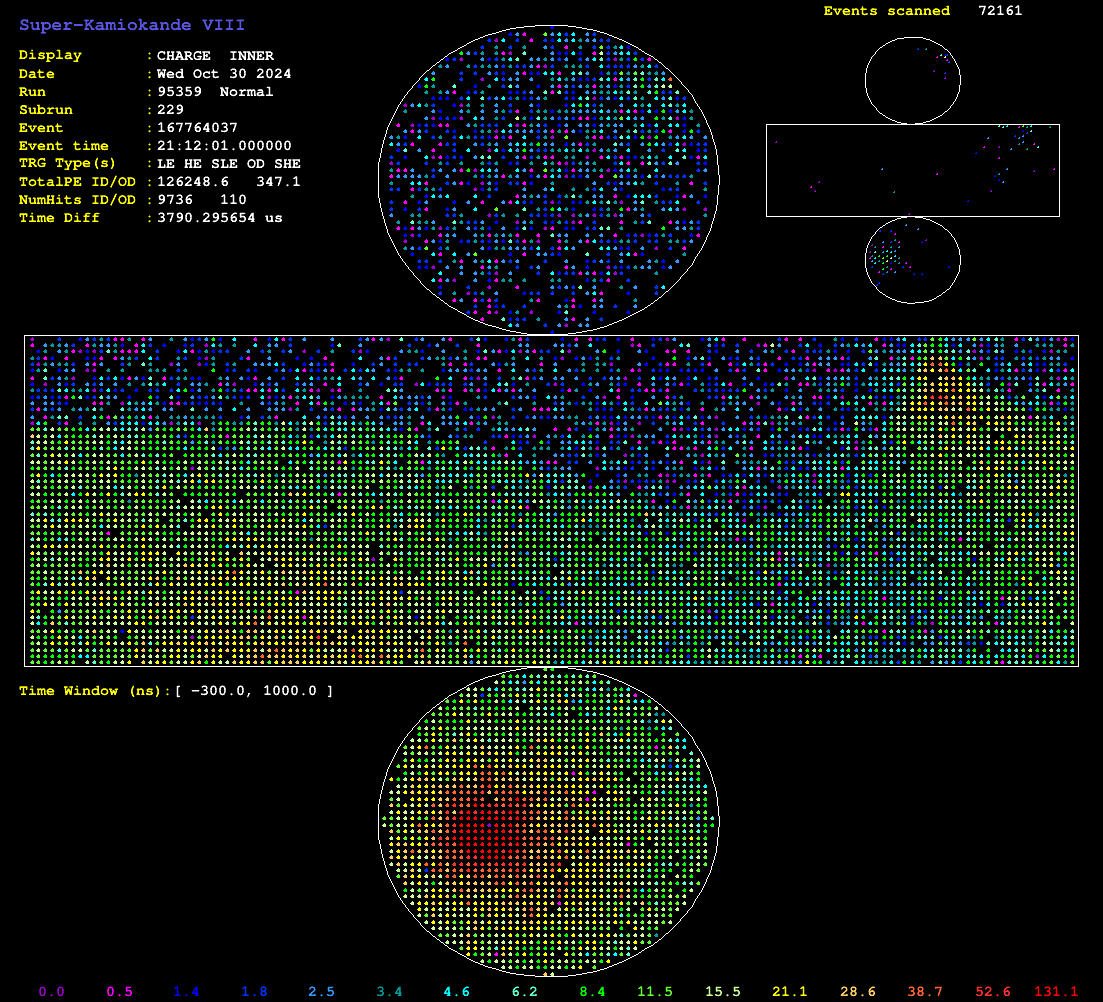 Super-Kamiokande VIII
Events scanned 72161
Display : CHARGE INNER
Date : Wed Oct 30 2024
Run : 95359 Normal
Subrun : 229
Event : 167764037
Event time : 21:12:01.000000
TRG Type(s) : LE HE SLE OD SHE
TotalPE ID/OD : 126248.6 347.1
NumHits ID/OD : 9736 110
Time Diff : 3790.295654 us
Time Window (ns):[ -300.0, 1000.0 ]
0.0 0.5 1.4 1.8 2.5 3.4 4.6 6.2 8.4 11.5 15.5 21.1 28.6 38.7 52.6 131.1